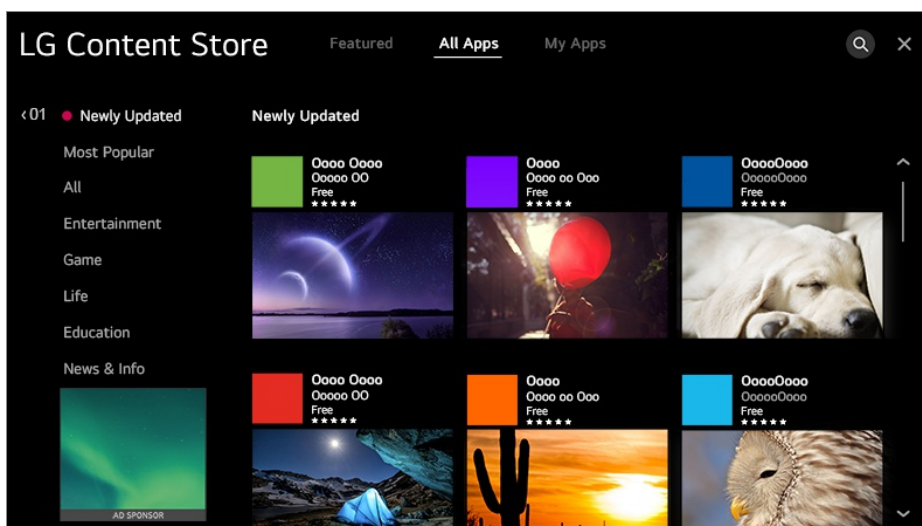 LG Content Store
Featured
All Apps
My Apps
‹01
Newly Updated
Most Popular
All
Entertainment
Game
Life
Education
News & Info
AD SPONSOR
Newly Updated
Oooo Oooo
Ooooo OO
Free
★★★★★
Oooo
Oooo oo Ooo
Free
★★★★★
OoooOooo
OooooOooo
Free
★★★★★
Oooo Oooo
Ooooo OO
Free
★★★★★
Oooo
Oooo oo Ooo
Free
★★★★★
OoooOooo
OooooOooo
Free
★★★★★